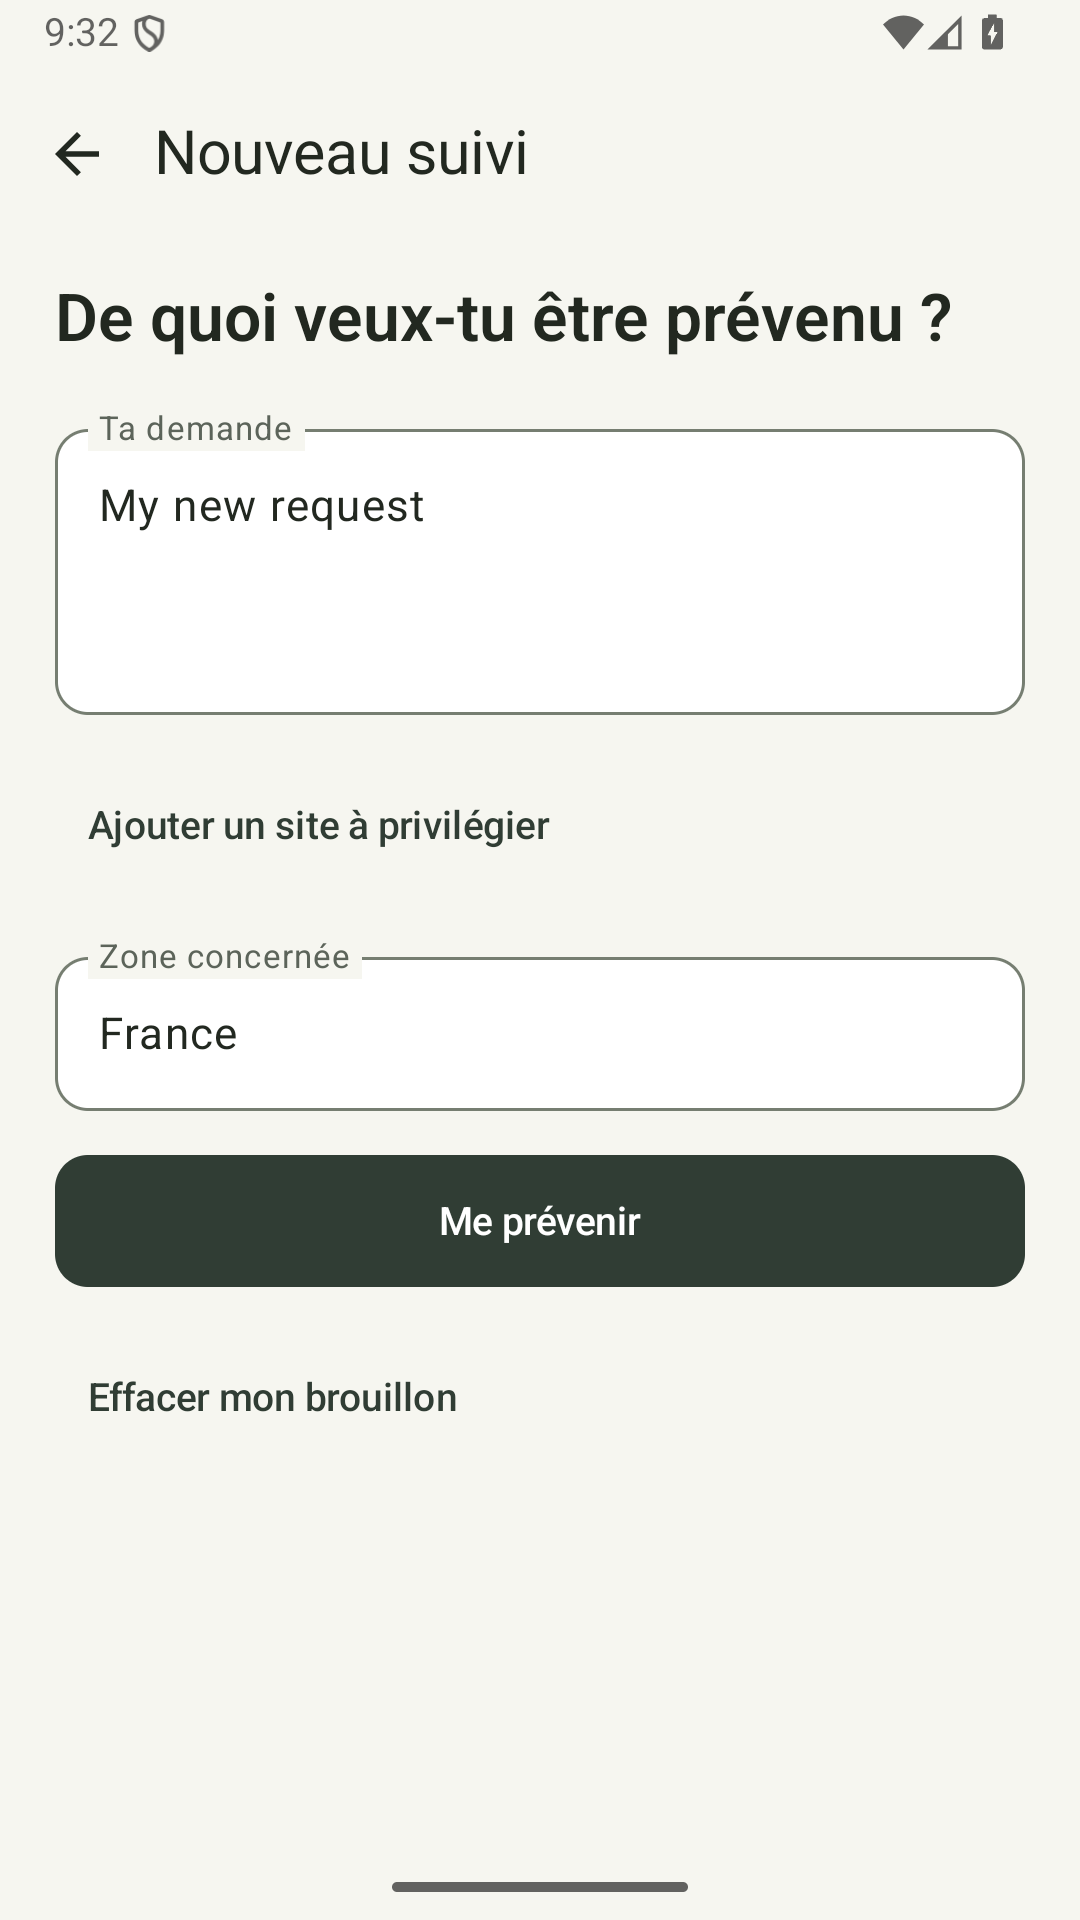 9:32
Nouveau suivi
De quoi veux-tu être prévenu ?
Ta demande
My new request
Ajouter un site à privilégier
Zone concernée
France
Me prévenir
Effacer mon brouillon